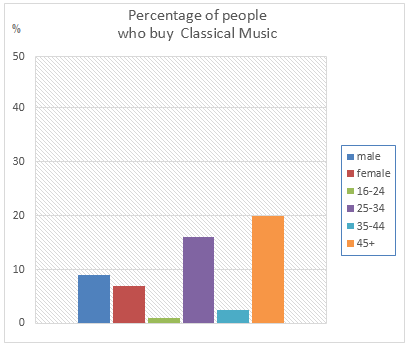 Percentage of people
who buy Classical Music
%
50
40
30
20
10
0
male
female
16-24
25-34
35-44
45+